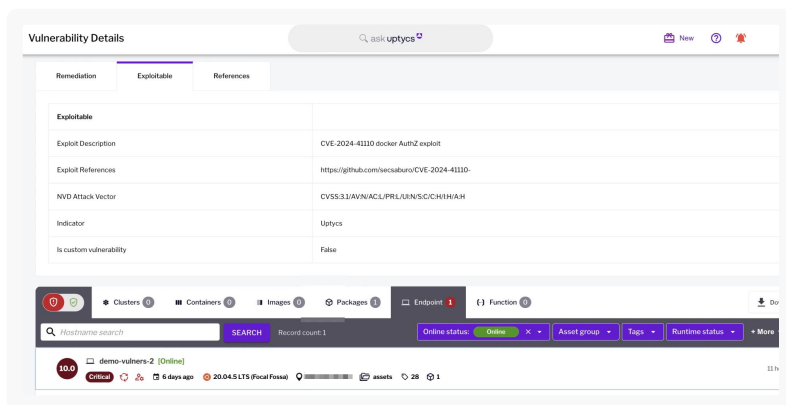 Vulnerability Details
ask uptycs
New
Remediation Exploitable References
Exploitable
Exploit Description CVE-2024-41110 docker AuthZ exploit
Exploit References https://github.com/secsaburo/CVE-2024-41110-
NVD Attack Vector CVSS:3.1/AV:N/AC:L/PR:L/UI:N/S:C/C:H/I:H/A:H
Indicator Uptycs
Is custom vulnerability False
Clusters 0 Containers 0 Images 0 Packages 1 Endpoint 1 {-} Function 0 Do
Hostname search SEARCH Record count: 1 Online status: Online × Asset group Tags Runtime status + More
10.0 demo-vulners-2 [Online] 11 h
Critical 6 days ago 20.04.5 LTS (Focal Fossa) assets 28 1